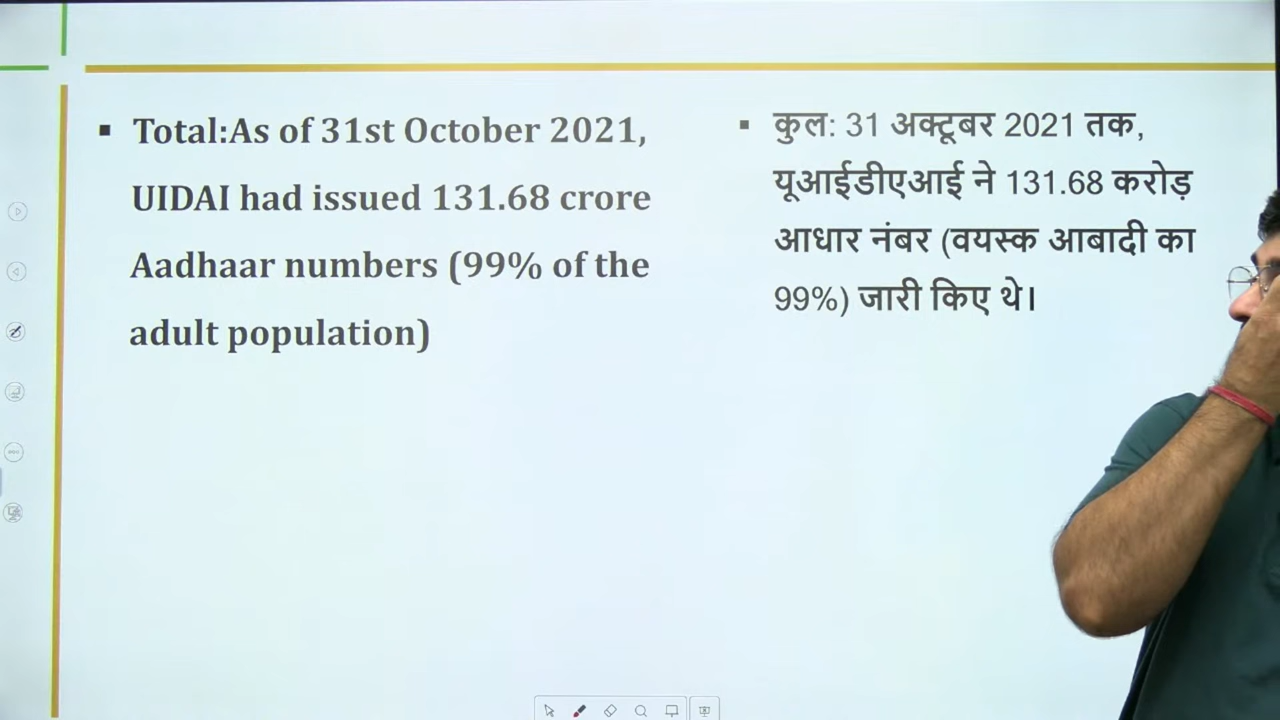 Total:As of 31st October 2021,
UIDAI had issued 131.68 crore
Aadhaar numbers (99% of the
adult population)
कुल: 31 अक्टूबर 2021 तक,
यूआईडीएआई ने 131.68 करोड़
आधार नंबर (वयस्क आबादी का
99%) जारी किए थे।